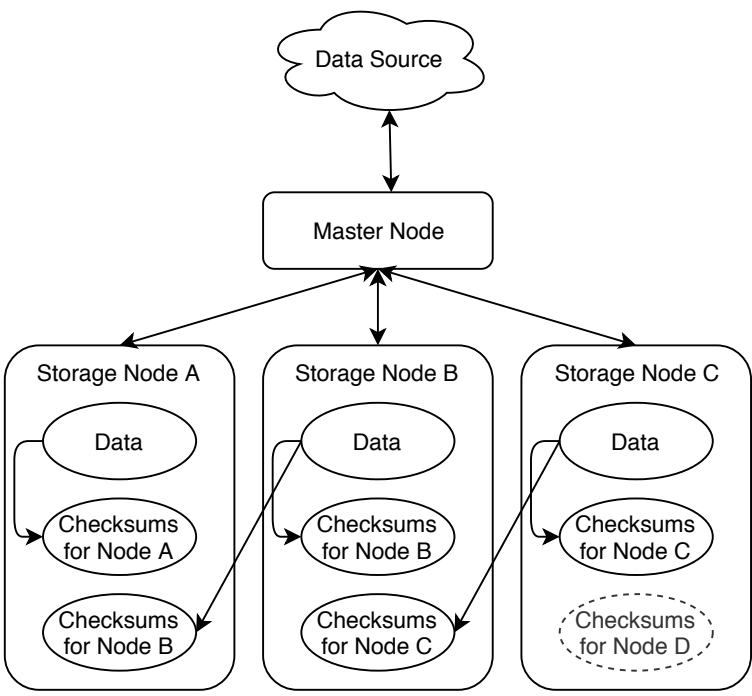 Data Source
Master Node
Storage Node A
Storage Node B
Storage Node C
Data
Data
Data
Checksums
for Node A
Checksums
for Node B
Checksums
for Node C
Checksums
for Node B
Checksums
for Node C
Checksums
for Node D